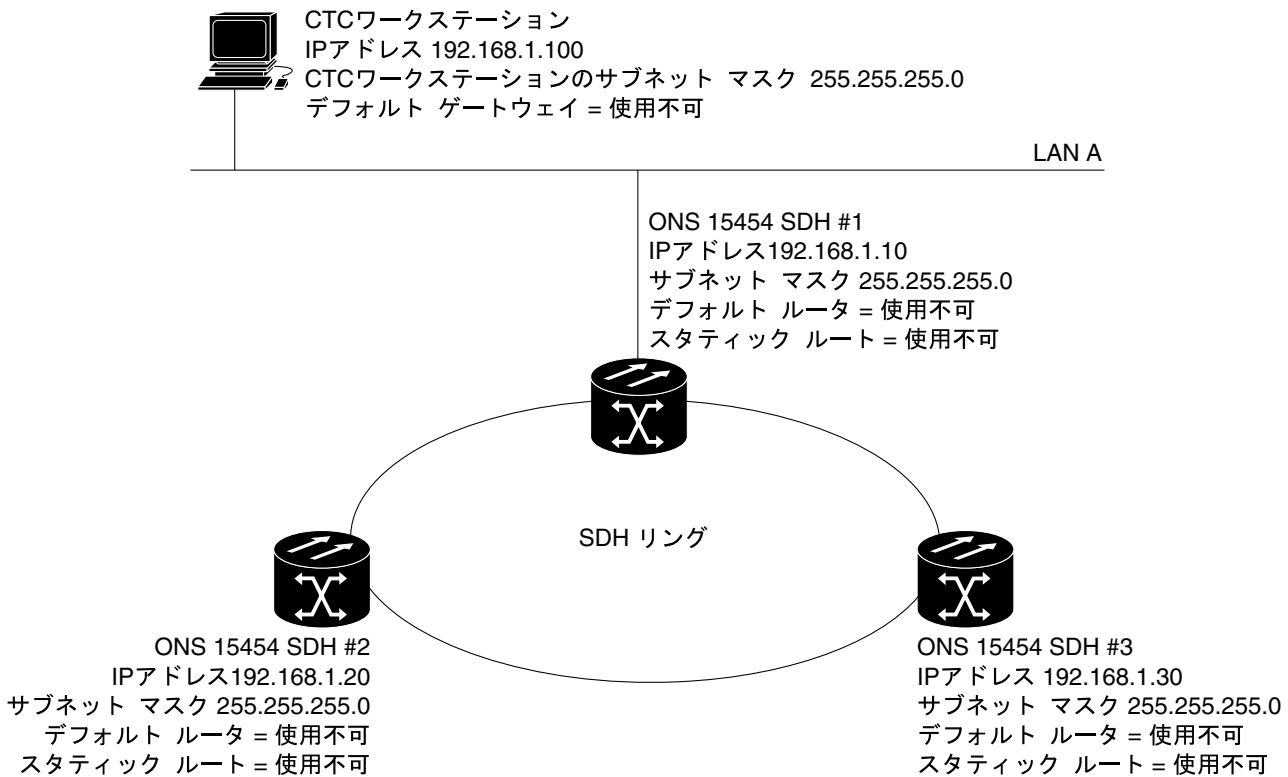 CTCワークステーション
IPアドレス 192.168.1.100
CTCワークステーションのサブネット マスク 255.255.255.0
デフォルト ゲートウェイ = 使用不可
LAN A
ONS 15454 SDH #1
IPアドレス192.168.1.10
サブネット マスク 255.255.255.0
デフォルト ルータ = 使用不可
スタティック ルート = 使用不可
SDH リング
ONS 15454 SDH #2
IPアドレス192.168.1.20
サブネット マスク 255.255.255.0
デフォルト ルータ = 使用不可
スタティック ルート = 使用不可
ONS 15454 SDH #3
IPアドレス 192.168.1.30
サブネット マスク 255.255.255.0
デフォルト ルータ = 使用不可
スタティック ルート = 使用不可